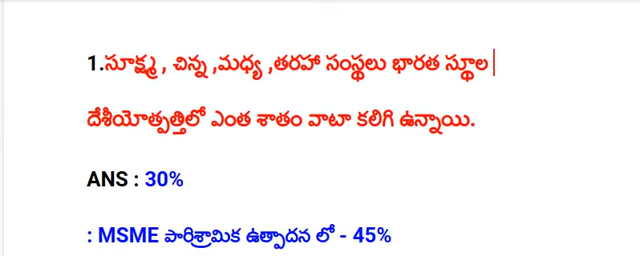 1.సూక్ష్మ , చిన్న ,మధ్య ,తరహా సంస్థలు భారత స్థూల
దేశీయోత్పత్తిలో ఎంత శాతం వాటా కలిగి ఉన్నాయి.
ANS : 30%
: MSME పారిశ్రామిక ఉత్పాదన లో - 45%